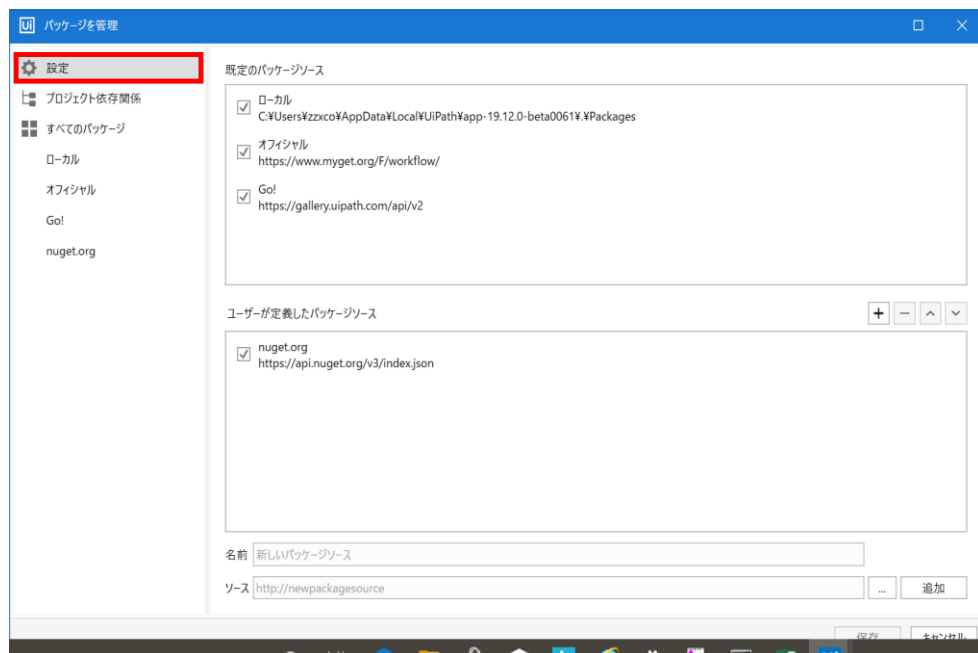 Ui パッケージを管理
設定
プロジェクト依存関係
すべてのパッケージ
ローカル
オフィシャル
Go!
nuget.org
既定のパッケージソース
ローカル
C:¥Users¥zzxco¥AppData¥Local¥UiPath¥app-19.12.0-beta0061¥.¥Packages
オフィシャル
https://www.myget.org/F/workflow/
Go!
https://gallery.uipath.com/api/v2
ユーザーが定義したパッケージソース
nuget.org
https://api.nuget.org/v3/index.json
名前 新しいパッケージソース
ソース http://newpackagesource ... 追加
保存 キャンセル